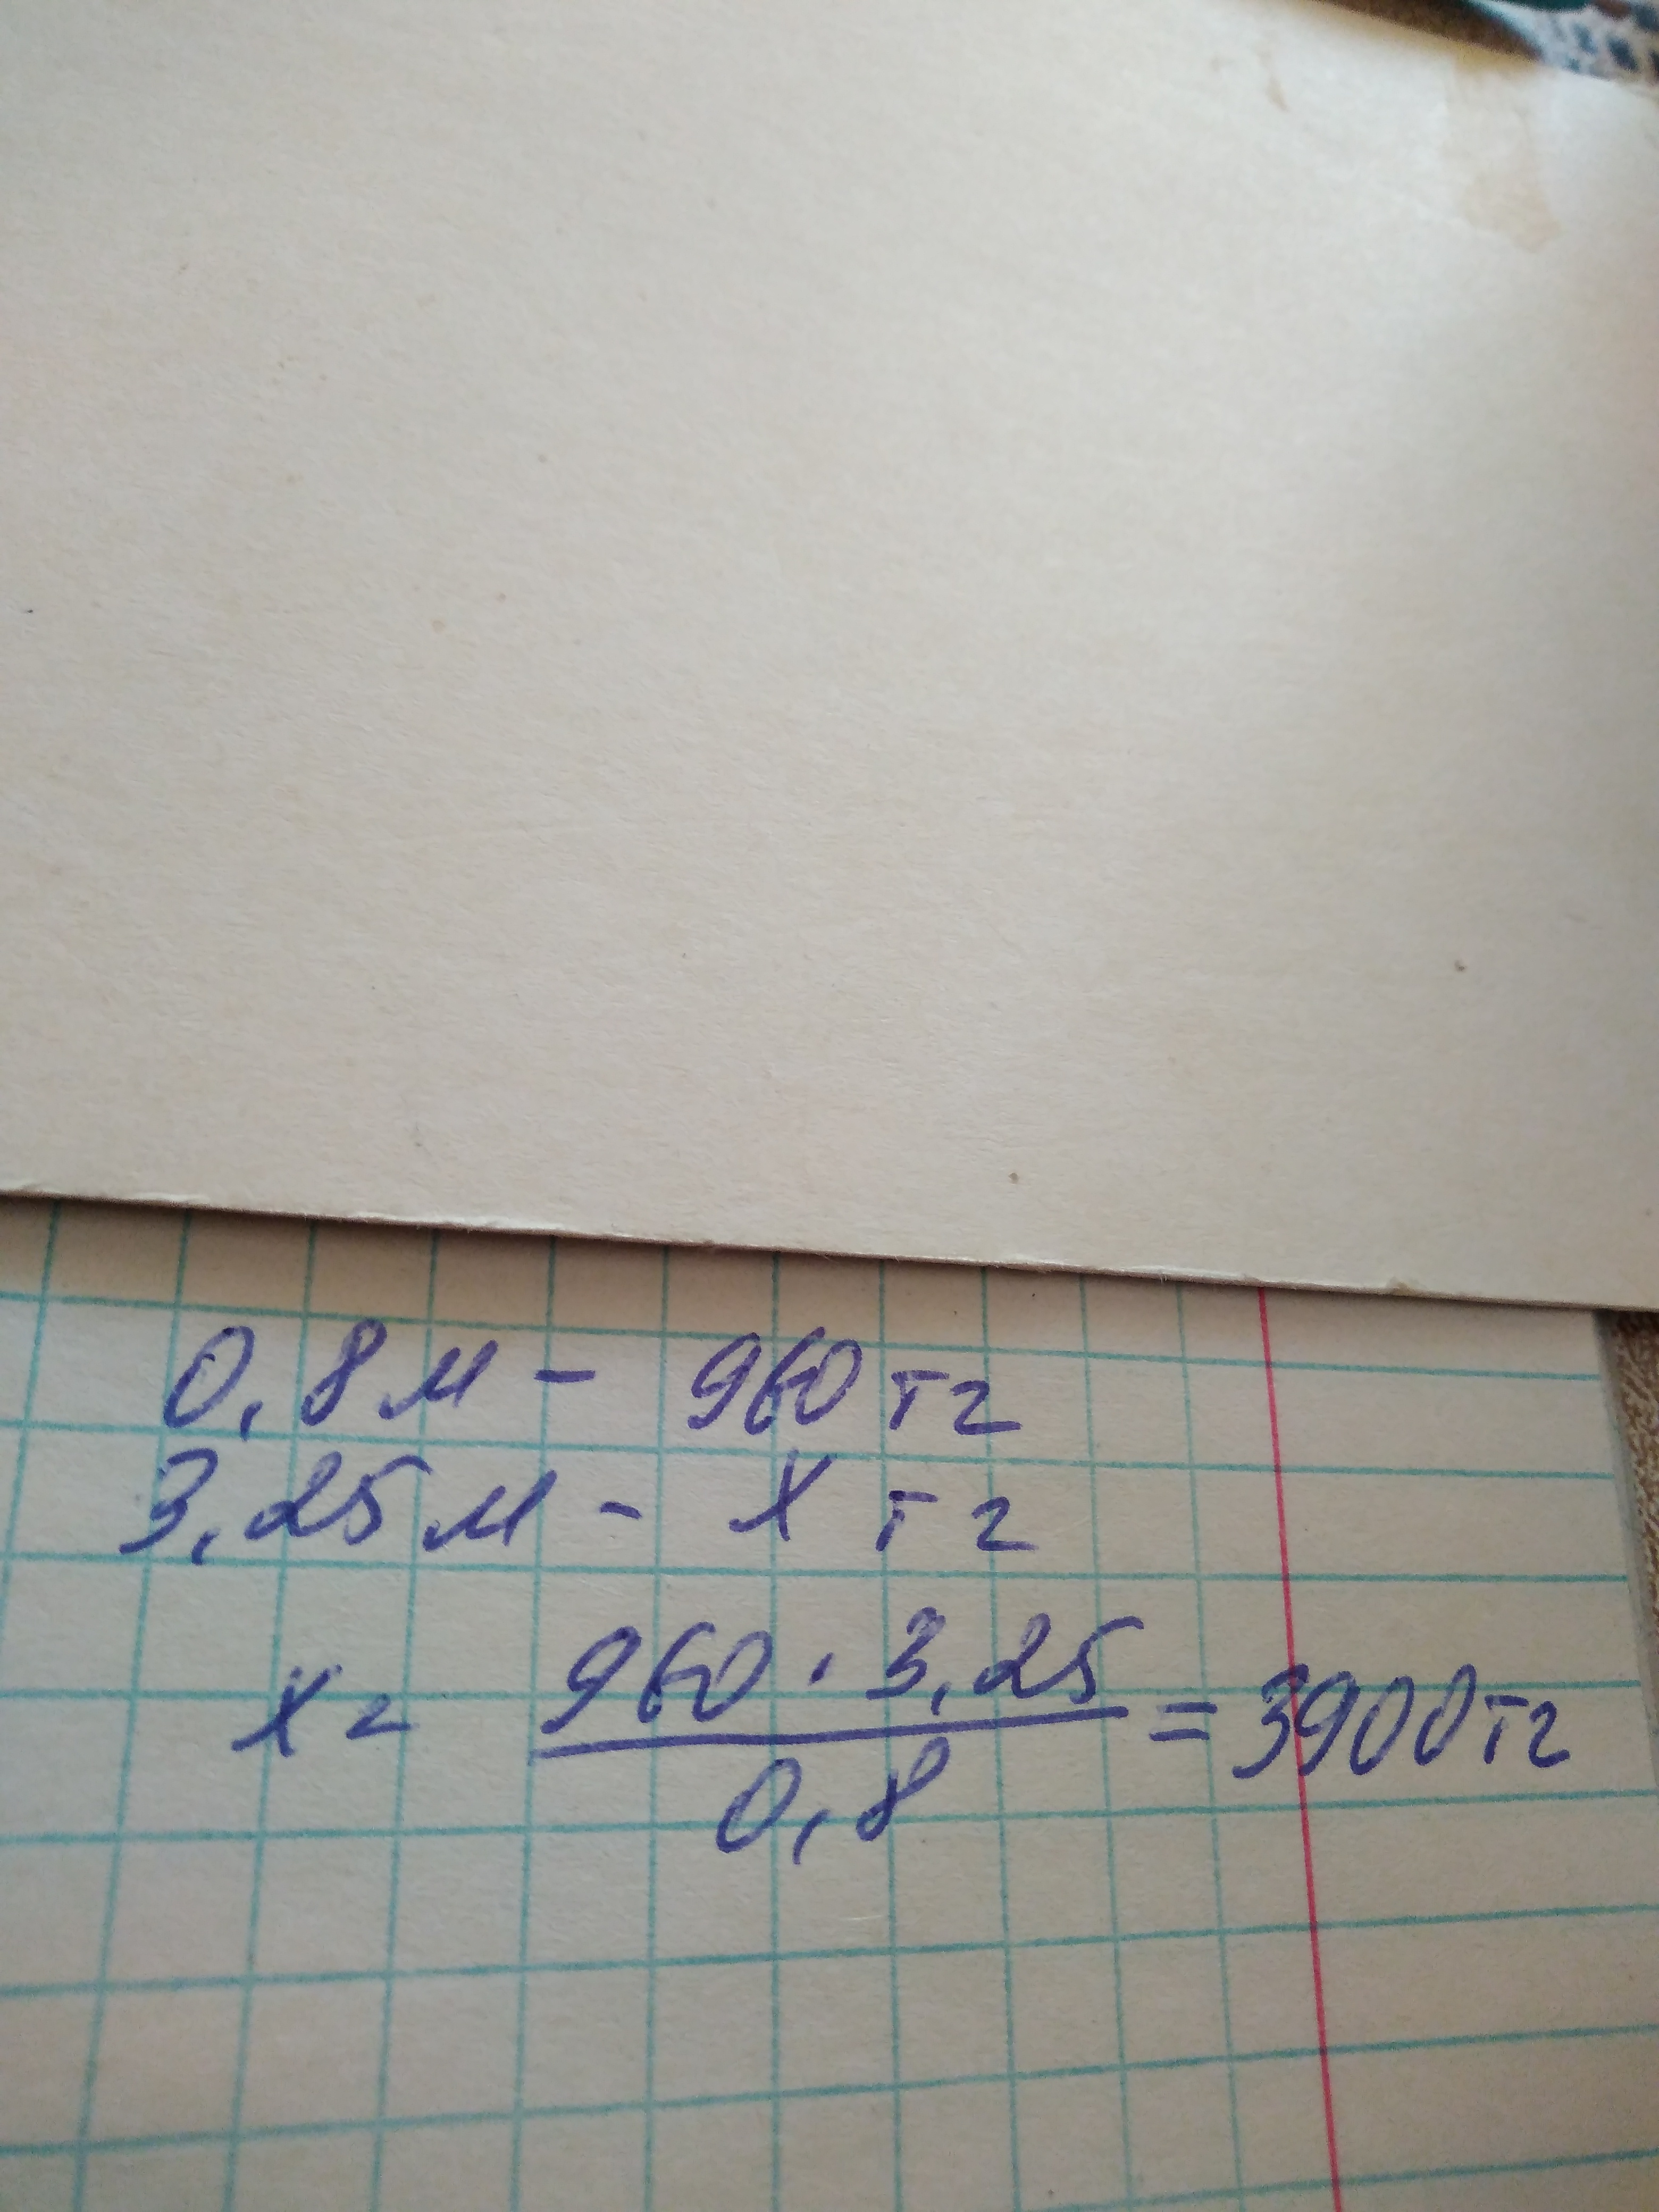 0,8 м - 960 тг
3,25 м - х тг
х = 960 · 3,25 / 0,8 = 3900 тг